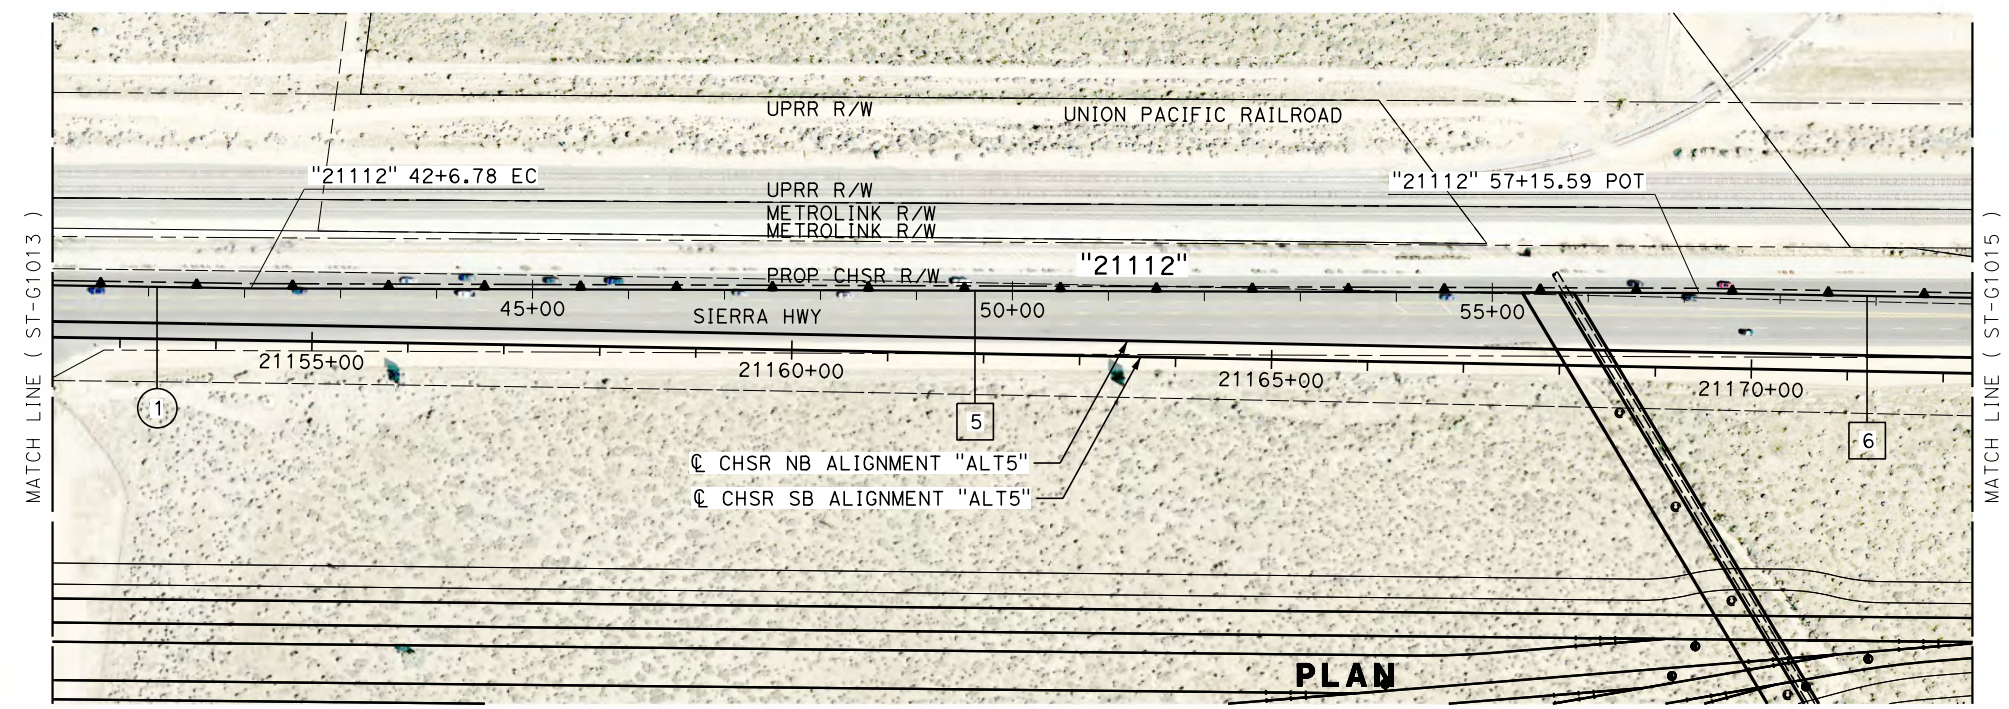 UPRR R/W
UNION PACIFIC RAILROAD
"21112" 42+6.78 EC
UPRR R/W
"21112" 57+15.59 POT
METROLINK R/W
METROLINK R/W
PROP CHSR R/W
"21112"
45+00
SIERRA HWY
50+00
55+00
21155+00
21160+00
21165+00
21170+00
1
5
6
℄ CHSR NB ALIGNMENT "ALT5"
℄ CHSR SB ALIGNMENT "ALT5"
PLAN
MATCH LINE ( ST-G1013 )
MATCH LINE ( ST-G1015 )